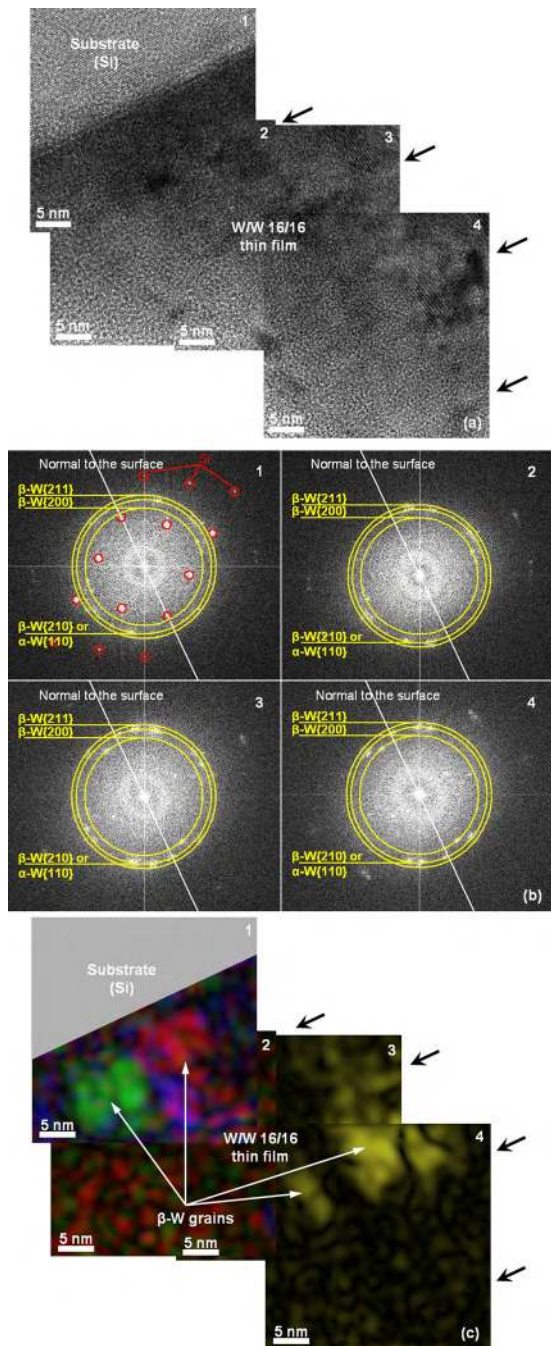 1
Substrate
(Si)
2
3
5 nm
W/W 16/16
thin film
4
5 nm
5 nm
5 nm
(a)
Normal to the surface
Si
1
β-W{211}
β-W{200}
β-W{210} or
α-W{110}
Normal to the surface
2
β-W{211}
β-W{200}
β-W{210} or
α-W{110}
Normal to the surface
3
β-W{211}
β-W{200}
β-W{210} or
α-W{110}
Normal to the surface
4
β-W{211}
β-W{200}
β-W{210} or
α-W{110}
(b)
1
Substrate
(Si)
2
3
5 nm
W/W 16/16
thin film
4
β-W grains
5 nm
5 nm
5 nm
(c)